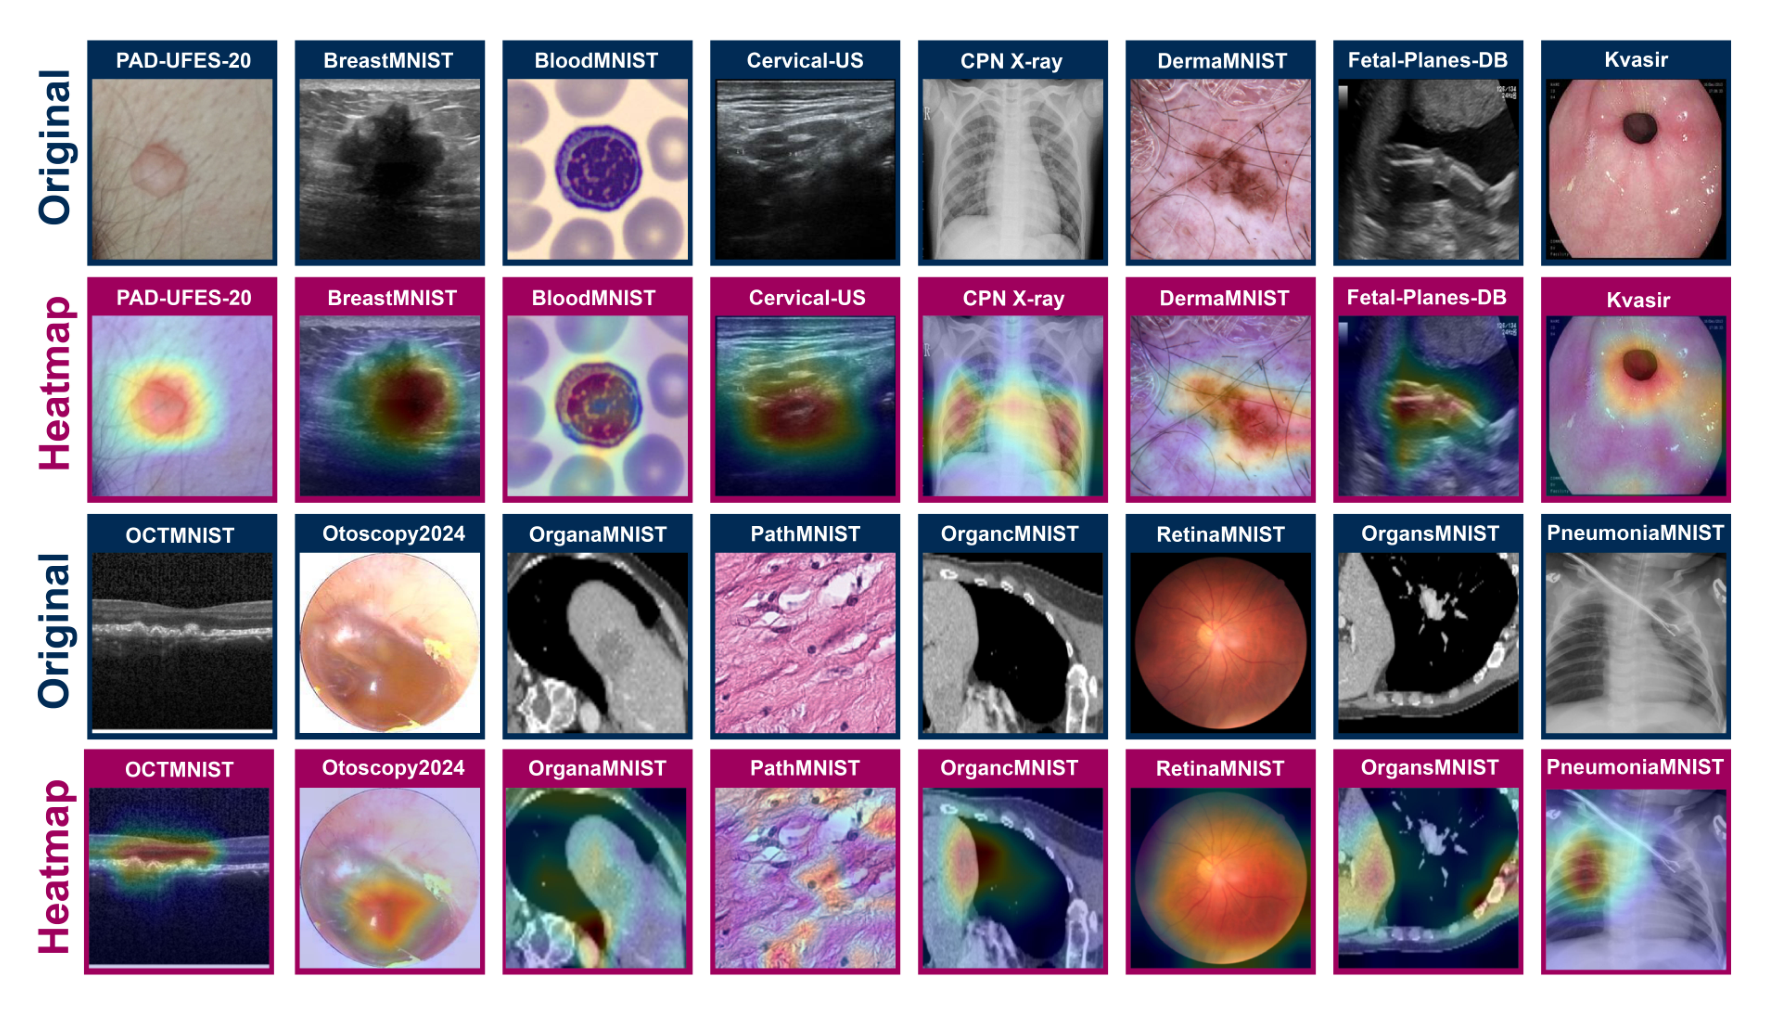 Original
PAD-UFES-20
BreastMNIST
BloodMNIST
Cervical-US
CPN X-ray
DermaMNIST
Fetal-Planes-DB
Kvasir
R
Heatmap
PAD-UFES-20
BreastMNIST
BloodMNIST
Cervical-US
CPN X-ray
DermaMNIST
Fetal-Planes-DB
Kvasir
R
Original
OCTMNIST
Otoscopy2024
OrganaMNIST
PathMNIST
OrgancMNIST
RetinaMNIST
OrgansMNIST
PneumoniaMNIST
Heatmap
OCTMNIST
Otoscopy2024
OrganaMNIST
PathMNIST
OrgancMNIST
RetinaMNIST
OrgansMNIST
PneumoniaMNIST